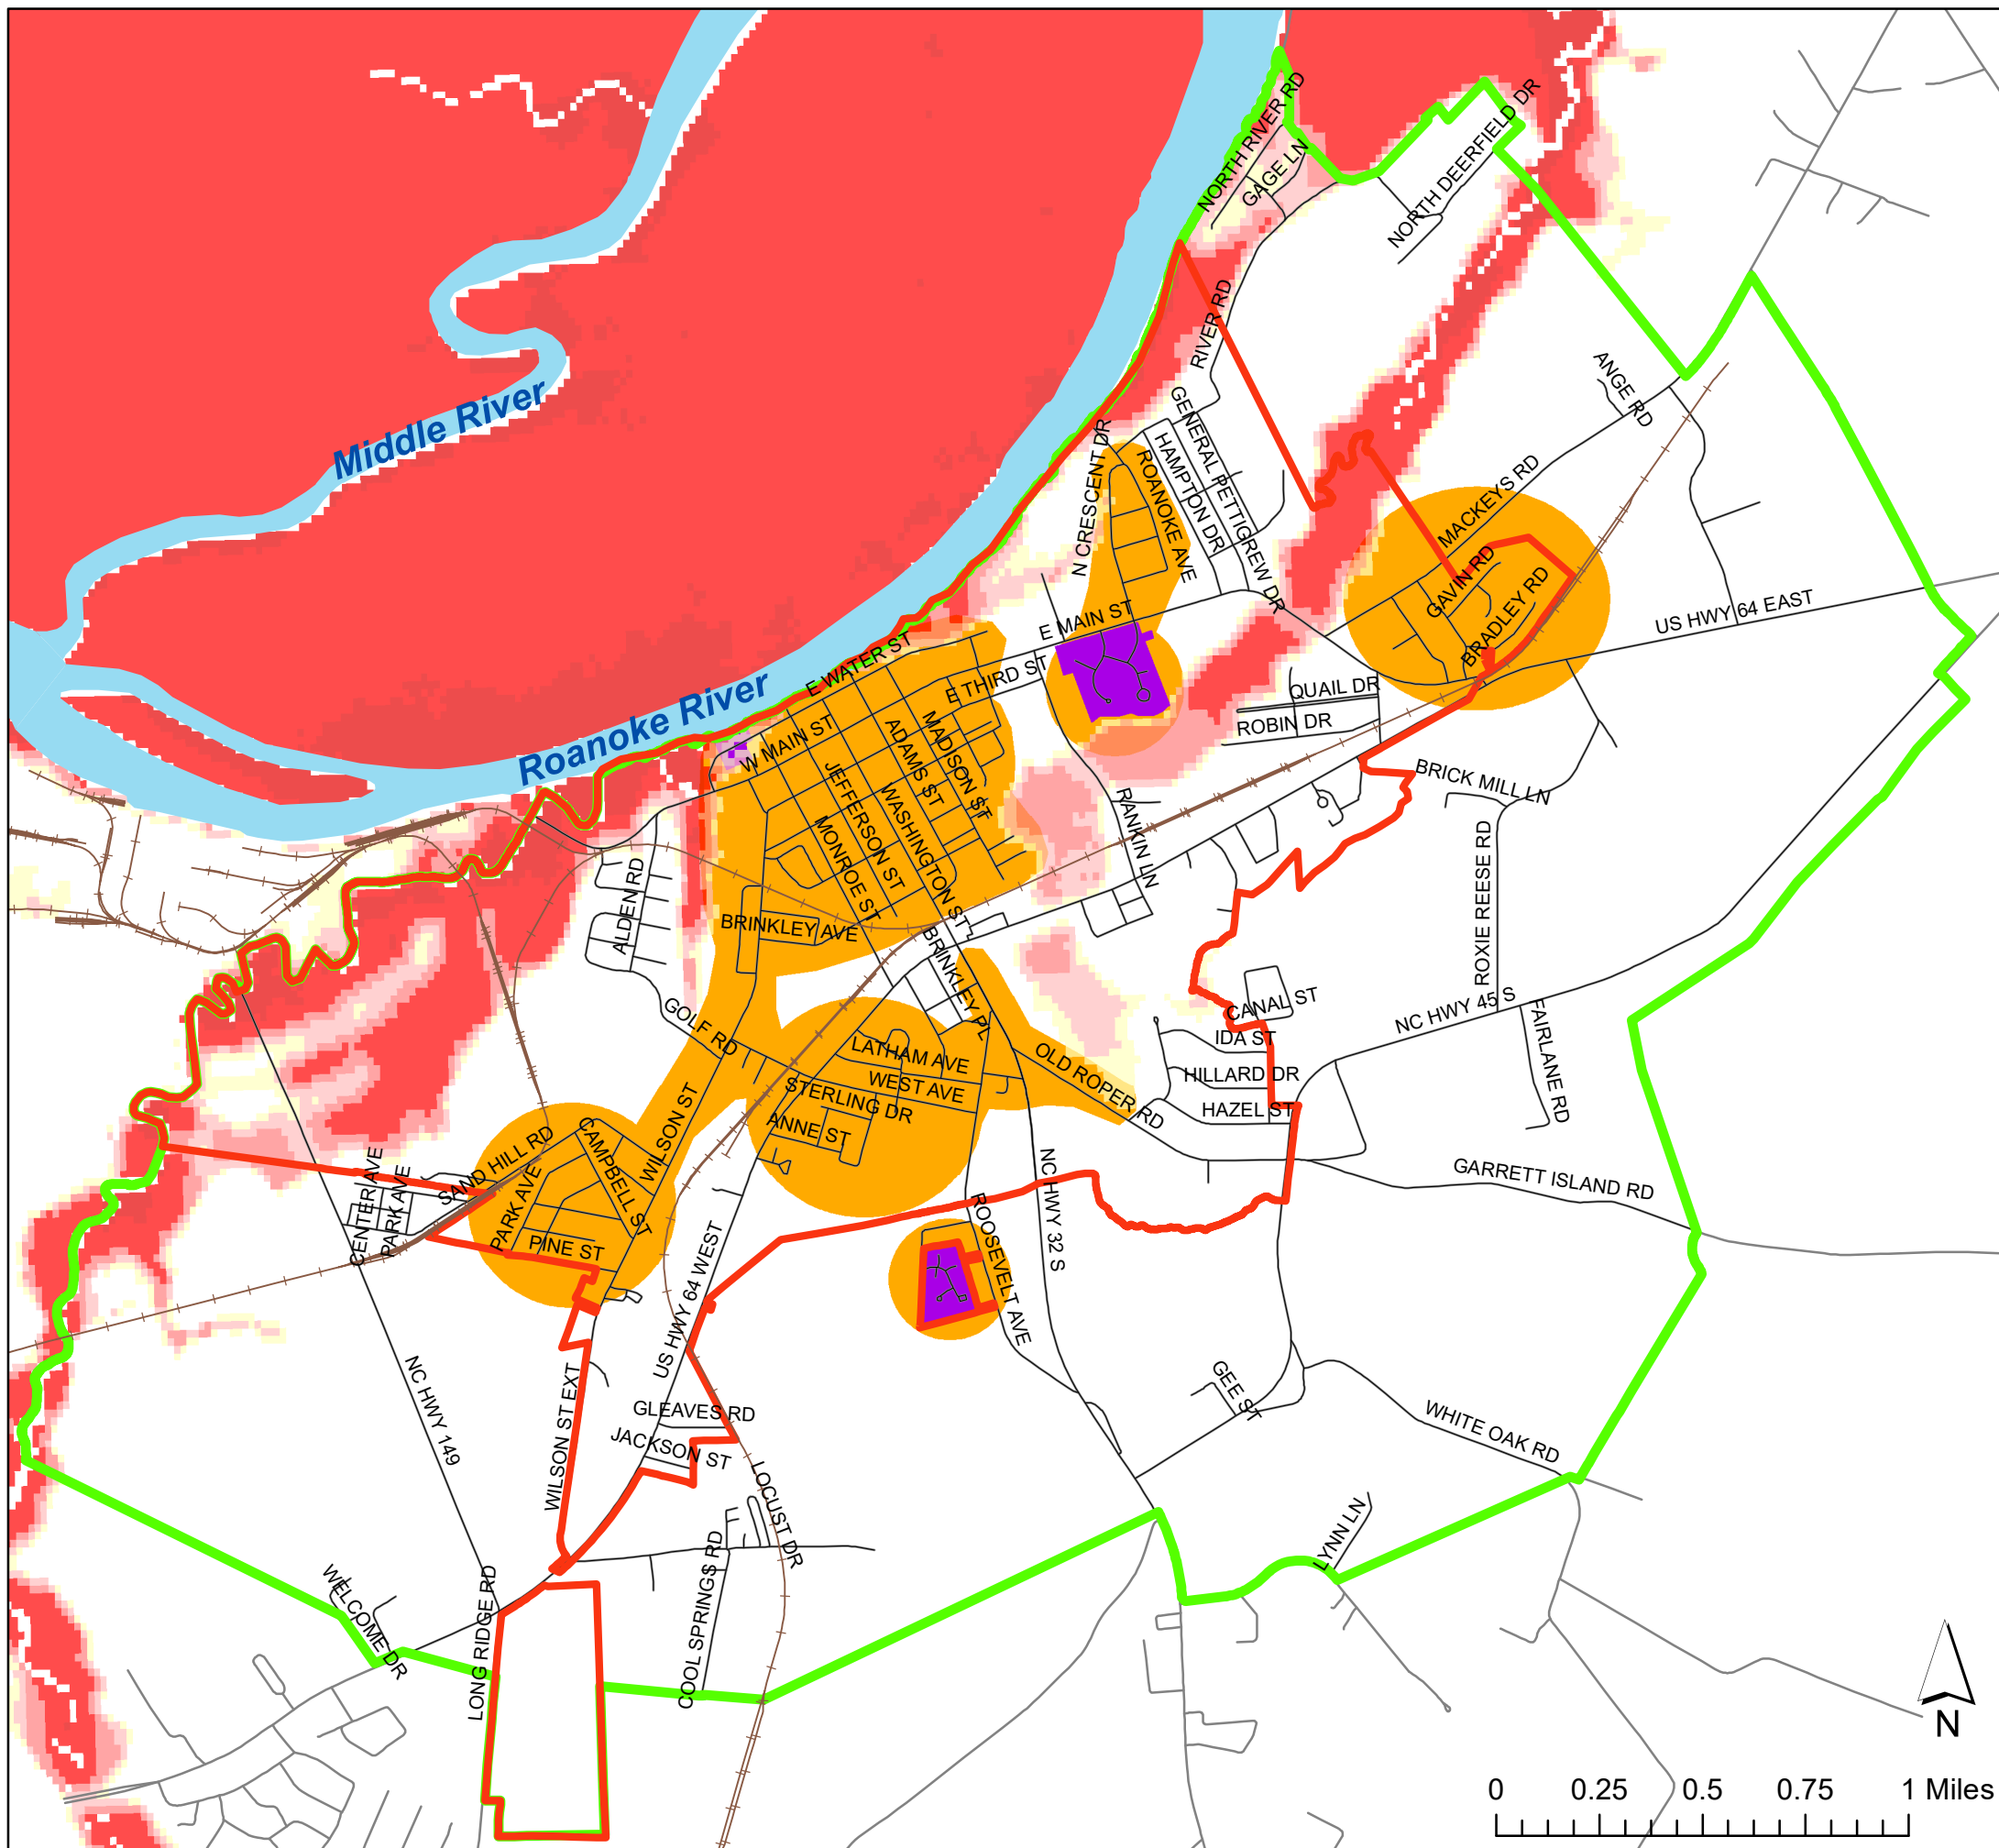 NORTH RIVER RD
GAGE LN
NORTH DEERFIELD DR
RIVER RD
ANGE RD
Middle River
N CRESCENT DR
ROANOKE AVE
HAMPTON DR
GENERAL PETTIGREW DR
MACKEYS RD
GAVIN RD
BRADLEY RD
US HWY 64 EAST
E MAIN ST
E WATER ST
E THIRD ST
Roanoke River
W MAIN ST
QUAIL DR
ROBIN DR
MADISON ST
ADAMS ST
WASHINGTON ST
JEFFERSON ST
MONROE ST
BRICK MILL LN
RANKIN LN
ROXIE REESE RD
ALDEN RD
BRINKLEY AVE
BRINKLEY PL
GOLF RD
CANAL ST
NC HWY 45 S
FAIRLANE RD
IDA ST
HILLARD DR
HAZEL ST
OLD ROPER RD
LATHAM AVE
WEST AVE
STERLING DR
ANNE ST
WILSON ST
CAMPBELL ST
SAND HILL RD
PARK AVE
PARK AVE
CENTER AVE
PINE ST
GARRETT ISLAND RD
NC HWY 32 S
ROOSEVELT AVE
US HWY 64 WEST
NC HWY 149
WILSON ST EXT
GLEAVES RD
JACKSON ST
LOCUST DR
GEE ST
WHITE OAK RD
LYNN LN
COOL SPRINGS RD
LONG RIDGE RD
WELCOME DR
N
0 0.25 0.5 0.75 1 Miles